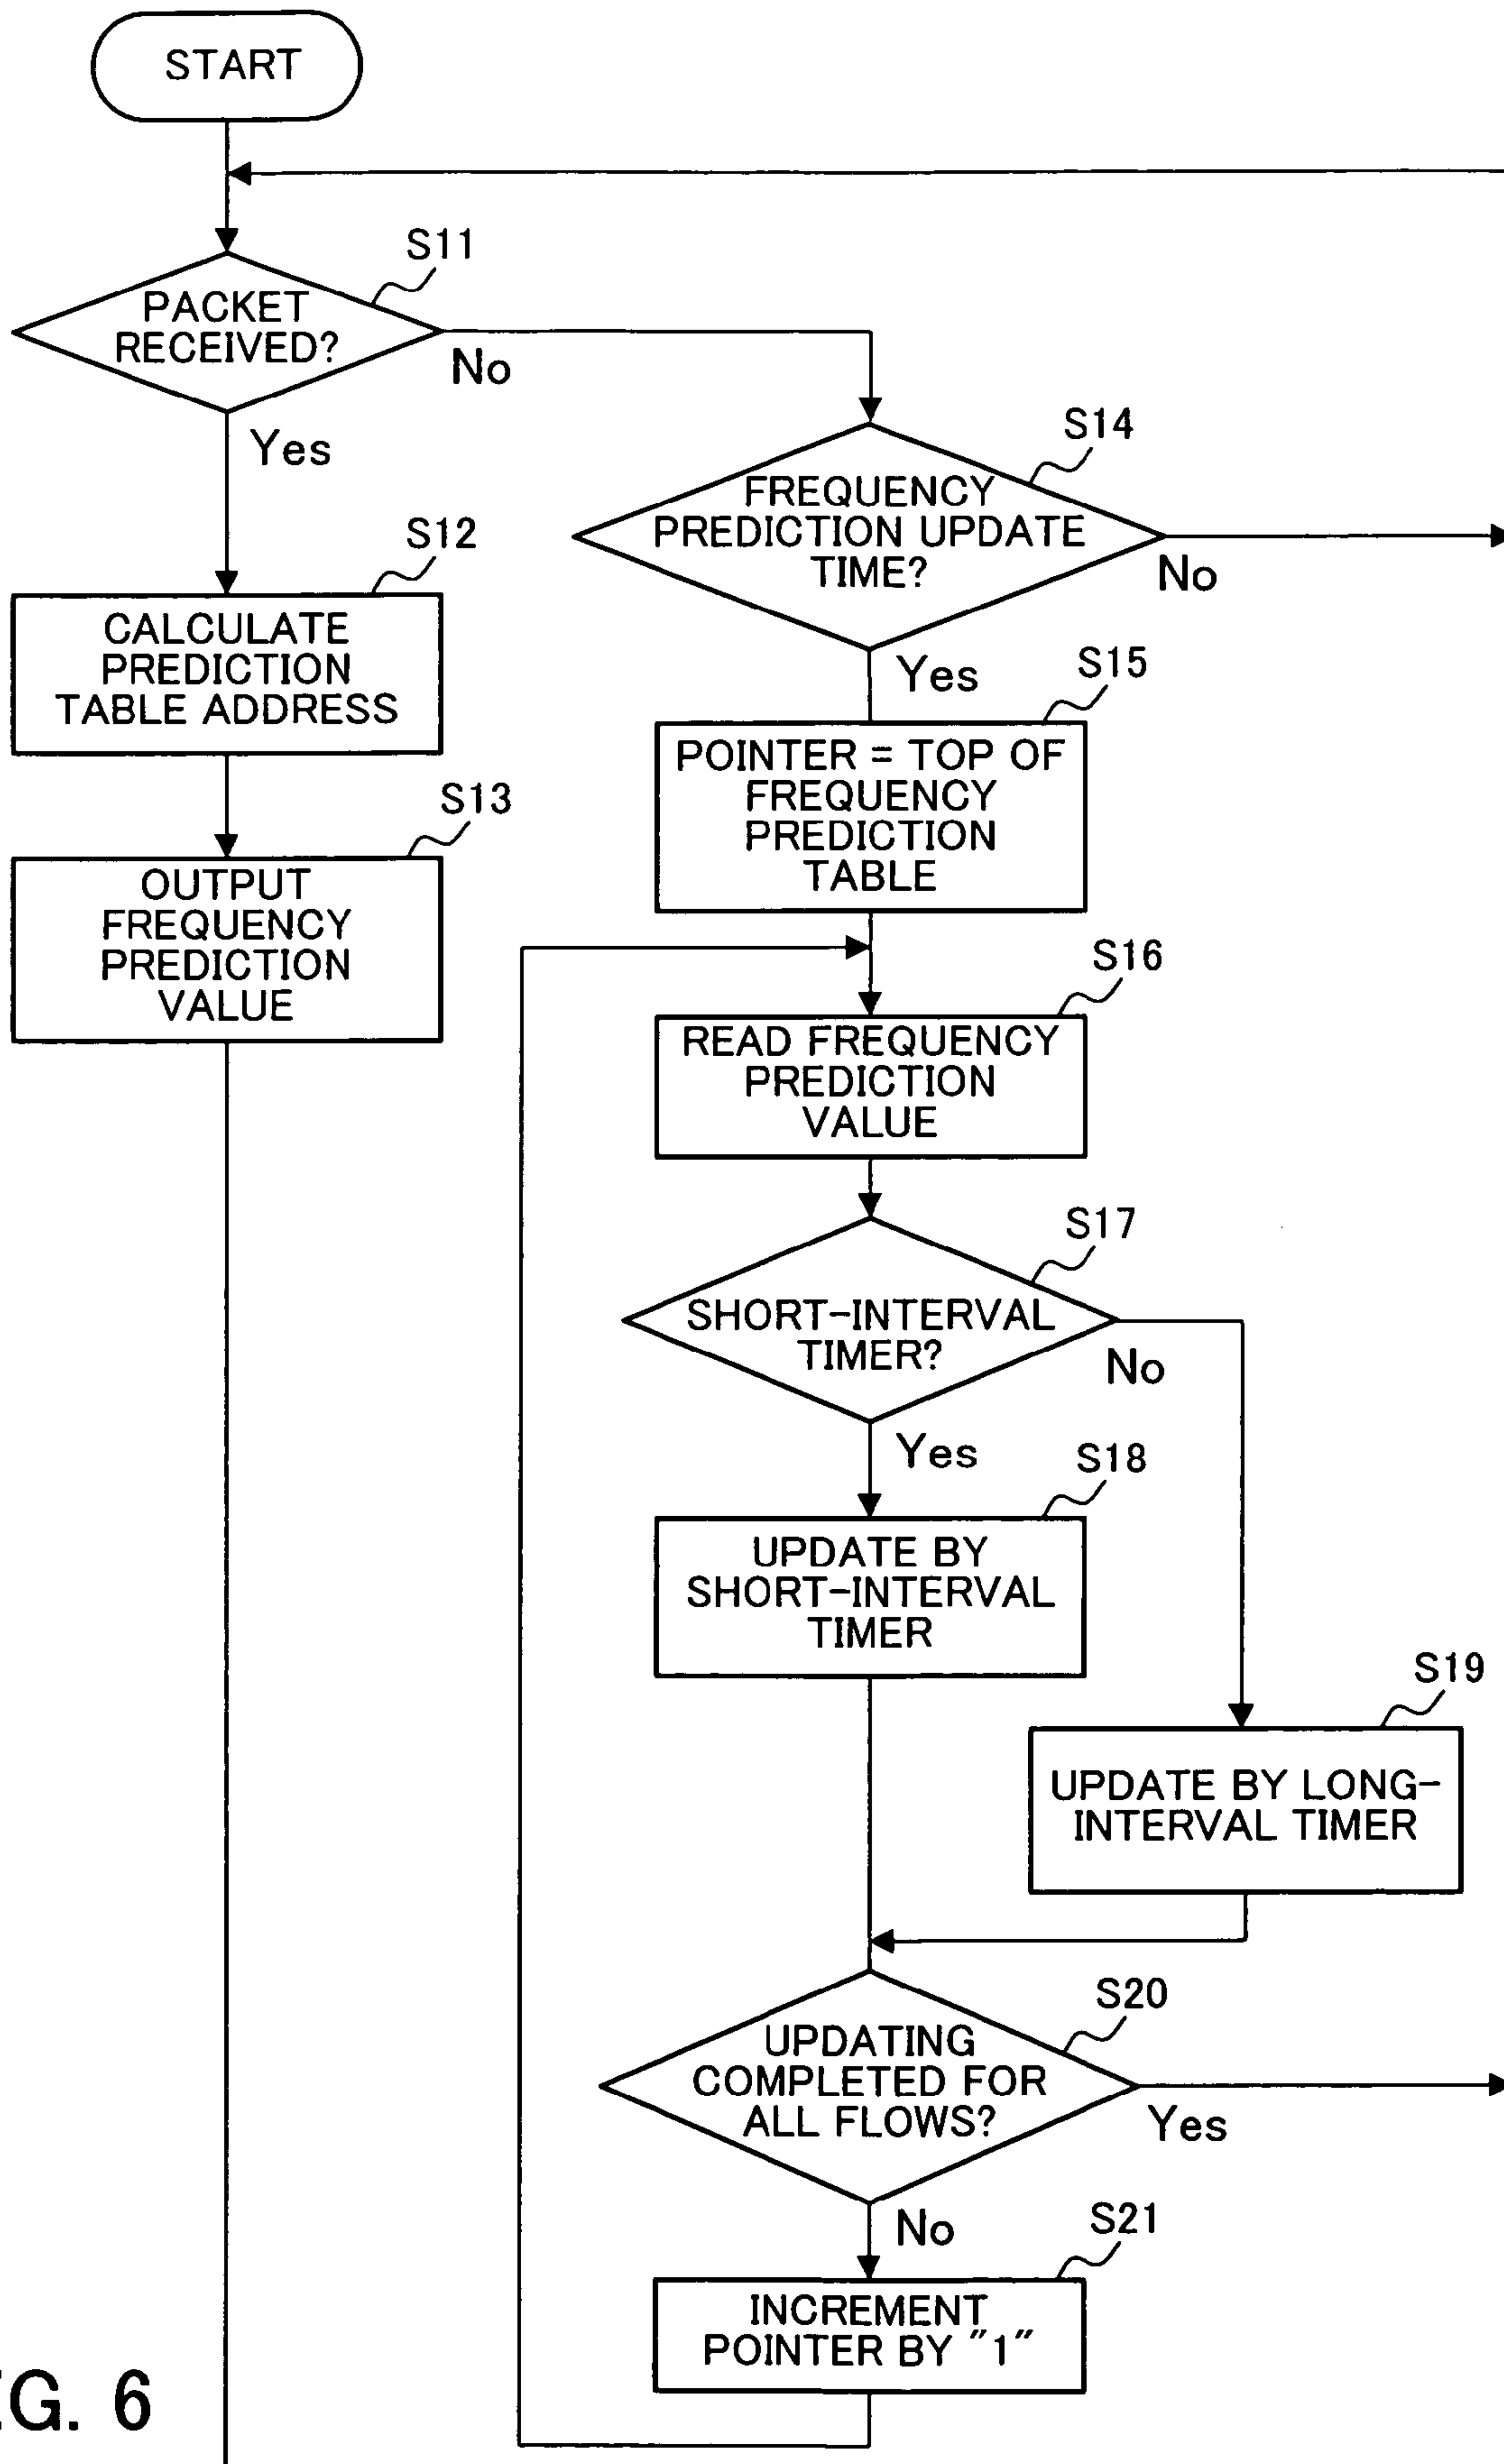 START
S11
PACKET
RECEIVED?
No
Yes
S14
FREQUENCY
PREDICTION UPDATE
TIME?
No
S12
CALCULATE
PREDICTION
TABLE ADDRESS
Yes
S15
POINTER = TOP OF
FREQUENCY
PREDICTION
TABLE
S13
OUTPUT
FREQUENCY
PREDICTION
VALUE
S16
READ FREQUENCY
PREDICTION
VALUE
S17
SHORT-INTERVAL
TIMER?
No
Yes
S18
UPDATE BY
SHORT-INTERVAL
TIMER
S19
UPDATE BY LONG-
INTERVAL TIMER
S20
UPDATING
COMPLETED FOR
ALL FLOWS?
Yes
No
S21
INCREMENT
POINTER BY "1"
G. 6